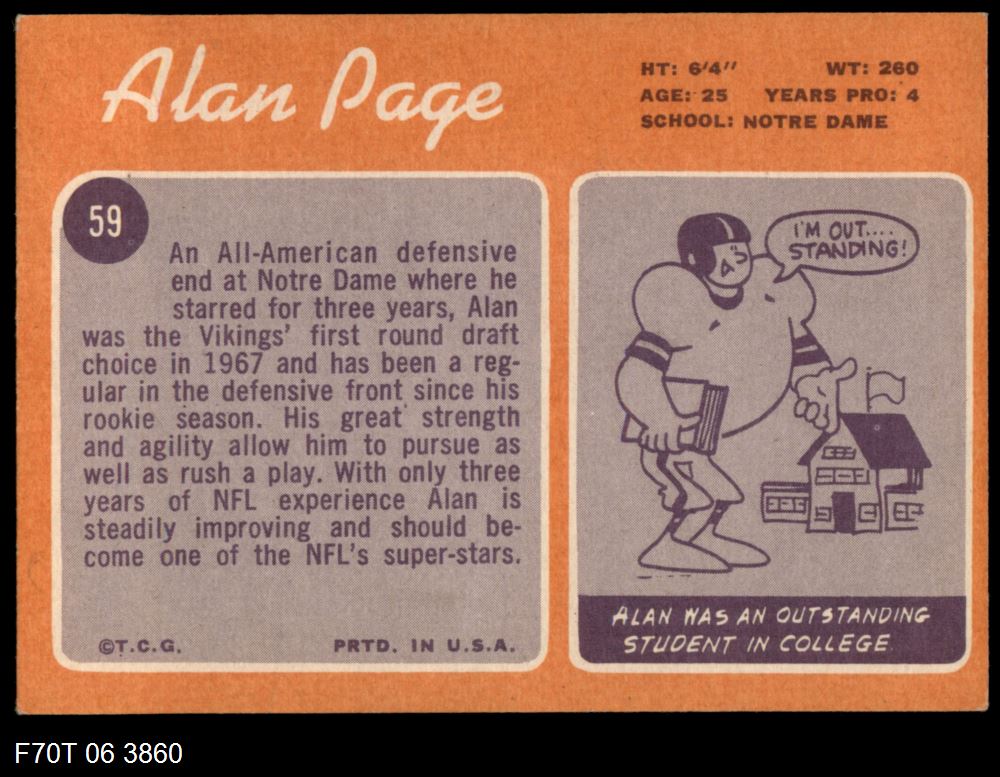 Alan Page
HT: 6'4" WT: 260
AGE: 25 YEARS PRO: 4
SCHOOL: NOTRE DAME
59
An All-American defensive
end at Notre Dame where he
starred for three years, Alan
was the Vikings' first round draft
choice in 1967 and has been a reg-
ular in the defensive front since his
rookie season. His great strength
and agility allow him to pursue as
well as rush a play. With only three
years of NFL experience Alan is
steadily improving and should be-
come one of the NFL's super-stars.
©T.C.G. PRTD. IN U.S.A.
I'M OUT....
STANDING!
ALAN WAS AN OUTSTANDING
STUDENT IN COLLEGE.
F70T 06 3860